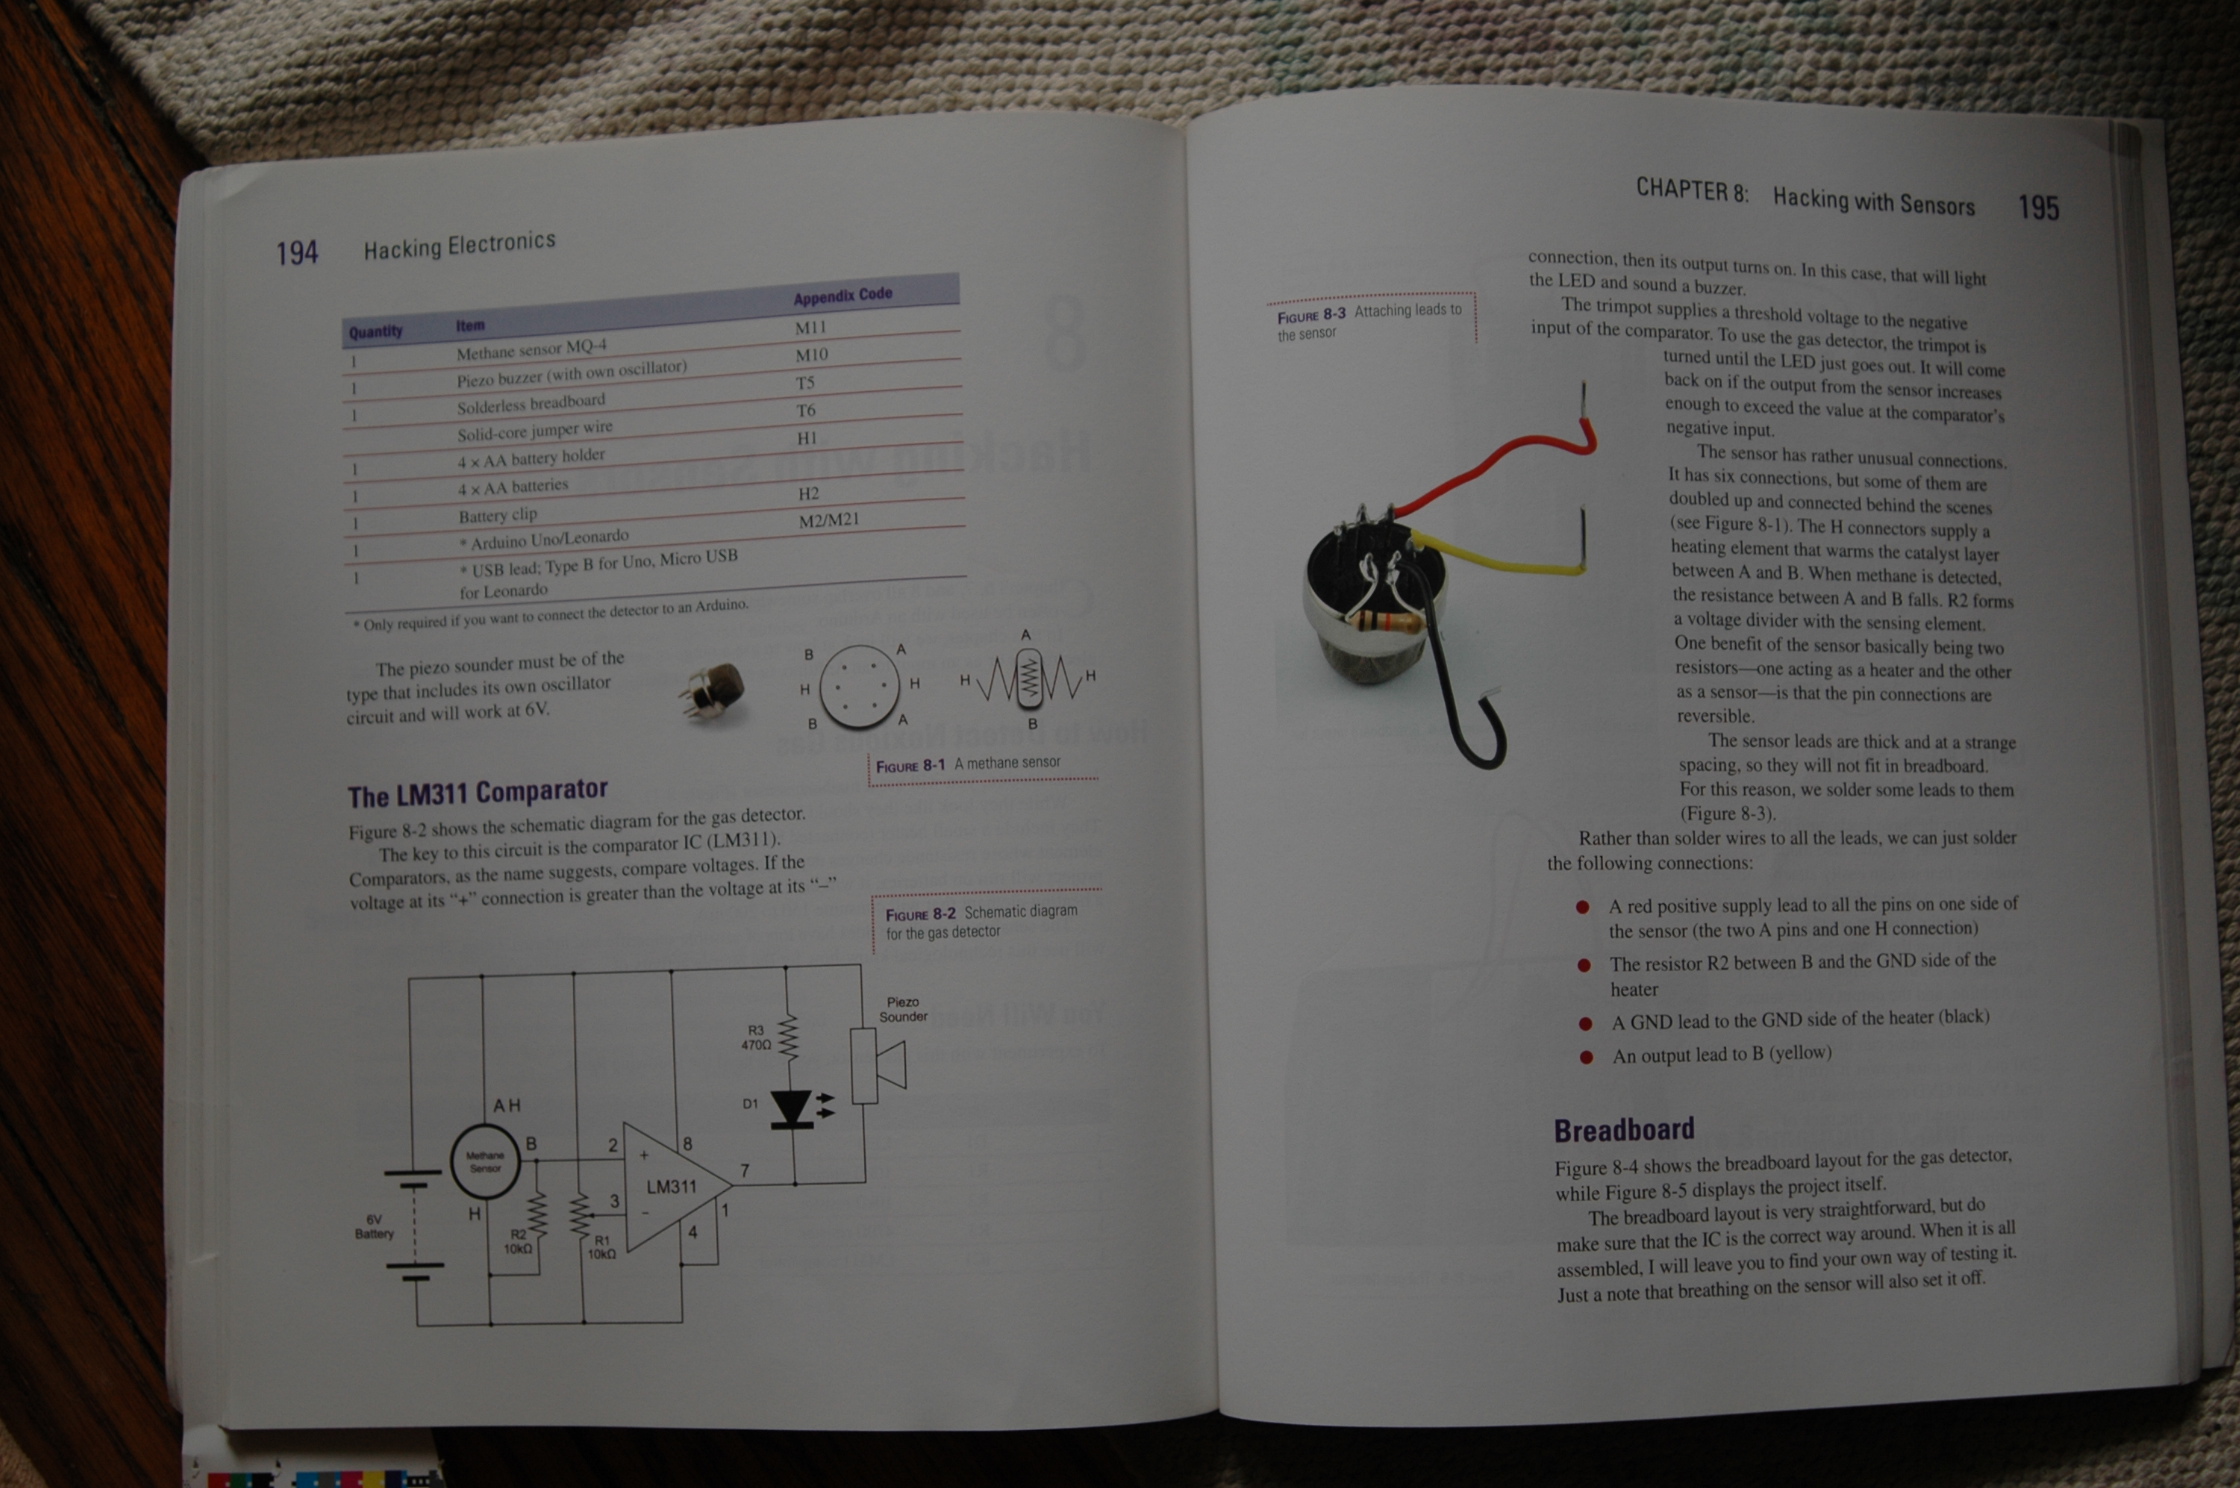 194 Hacking Electronics
Quantity Item Appendix Code
1 Methane sensor MQ-4 M11
1 Piezo buzzer (with own oscillator) M10
1 Solderless breadboard T5
Solid-core jumper wire T6
1 4 × AA battery holder H1
1 4 × AA batteries
1 Battery clip H2
1 * Arduino Uno/Leonardo M2/M21
1 * USB lead; Type B for Uno, Micro USB
for Leonardo
* Only required if you want to connect the detector to an Arduino.
The piezo sounder must be of the
type that includes its own oscillator
circuit and will work at 6V.
B A
H H
B A
A
H H
B
FIGURE 8-1 A methane sensor
The LM311 Comparator
Figure 8-2 shows the schematic diagram for the gas detector.
The key to this circuit is the comparator IC (LM311).
Comparators, as the name suggests, compare voltages. If the
voltage at its “+” connection is greater than the voltage at its “–”
FIGURE 8-2 Schematic diagram
for the gas detector
Piezo
Sounder
R3
470Ω
D1
A H
Methane
Sensor
B
H
2
+
8
7
LM311
3
-
1
4
6V
Battery
R2
10kΩ
R1
10kΩ
CHAPTER 8: Hacking with Sensors 195
FIGURE 8-3 Attaching leads to
the sensor
connection, then its output turns on. In this case, that will light
the LED and sound a buzzer.
The trimpot supplies a threshold voltage to the negative
input of the comparator. To use the gas detector, the trimpot is
turned until the LED just goes out. It will come
back on if the output from the sensor increases
enough to exceed the value at the comparator’s
negative input.
The sensor has rather unusual connections.
It has six connections, but some of them are
doubled up and connected behind the scenes
(see Figure 8-1). The H connectors supply a
heating element that warms the catalyst layer
between A and B. When methane is detected,
the resistance between A and B falls. R2 forms
a voltage divider with the sensing element.
One benefit of the sensor basically being two
resistors—one acting as a heater and the other
as a sensor—is that the pin connections are
reversible.
The sensor leads are thick and at a strange
spacing, so they will not fit in breadboard.
For this reason, we solder some leads to them
(Figure 8-3).
Rather than solder wires to all the leads, we can just solder
the following connections:
● A red positive supply lead to all the pins on one side of
the sensor (the two A pins and one H connection)
● The resistor R2 between B and the GND side of the
heater
● A GND lead to the GND side of the heater (black)
● An output lead to B (yellow)
Breadboard
Figure 8-4 shows the breadboard layout for the gas detector,
while Figure 8-5 displays the project itself.
The breadboard layout is very straightforward, but do
make sure that the IC is the correct way around. When it is all
assembled, I will leave you to find your own way of testing it.
Just a note that breathing on the sensor will also set it off.